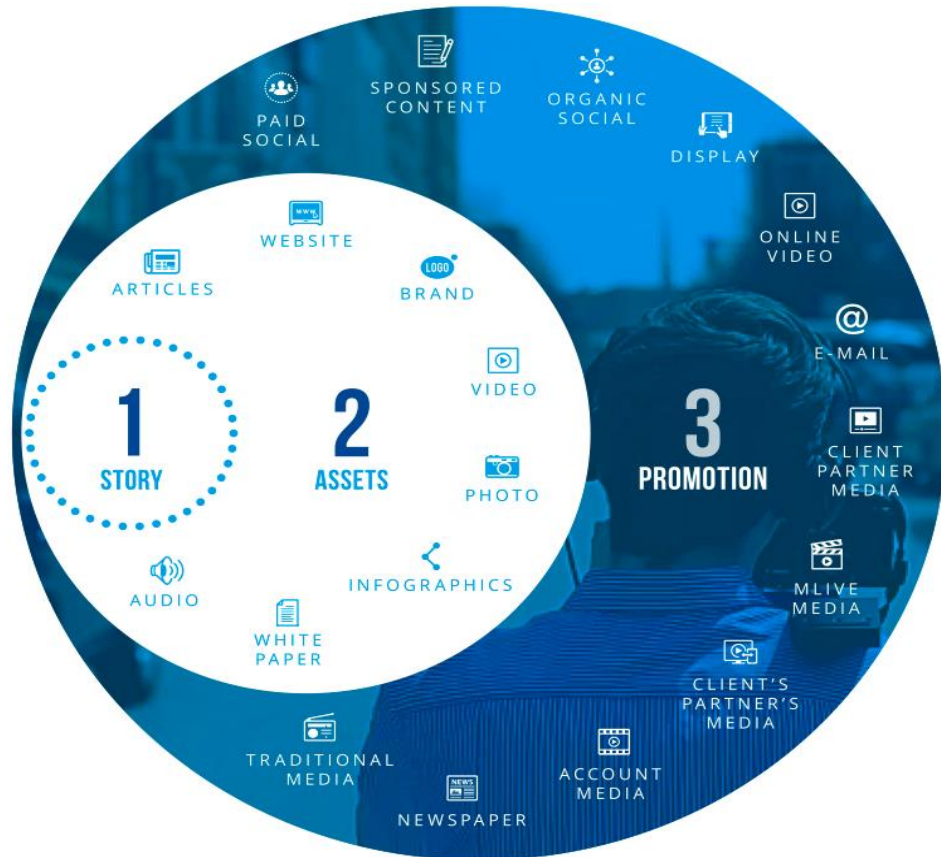 SPONSORED
CONTENT
ORGANIC
SOCIAL
PAID
SOCIAL
DISPLAY
WWW
WEBSITE
ONLINE
VIDEO
ARTICLES
LOGO
BRAND
@
E-MAIL
VIDEO
1
STORY
2
ASSETS
3
PROMOTION
CLIENT
PARTNER
MEDIA
PHOTO
INFOGRAPHICS
AUDIO
MLIVE
MEDIA
WHITE
PAPER
CLIENT'S
PARTNER'S
MEDIA
TRADITIONAL
MEDIA
ACCOUNT
MEDIA
NEWS
NEWSPAPER